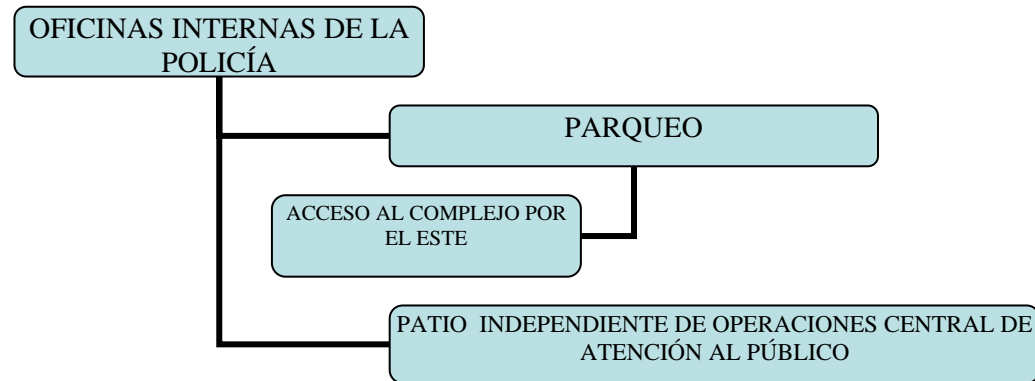 OFICINAS INTERNAS DE LA
POLICÍA
PARQUEO
ACCESO AL COMPLEJO POR
EL ESTE
PATIO INDEPENDIENTE DE OPERACIONES CENTRAL DE
ATENCIÓN AL PÚBLICO